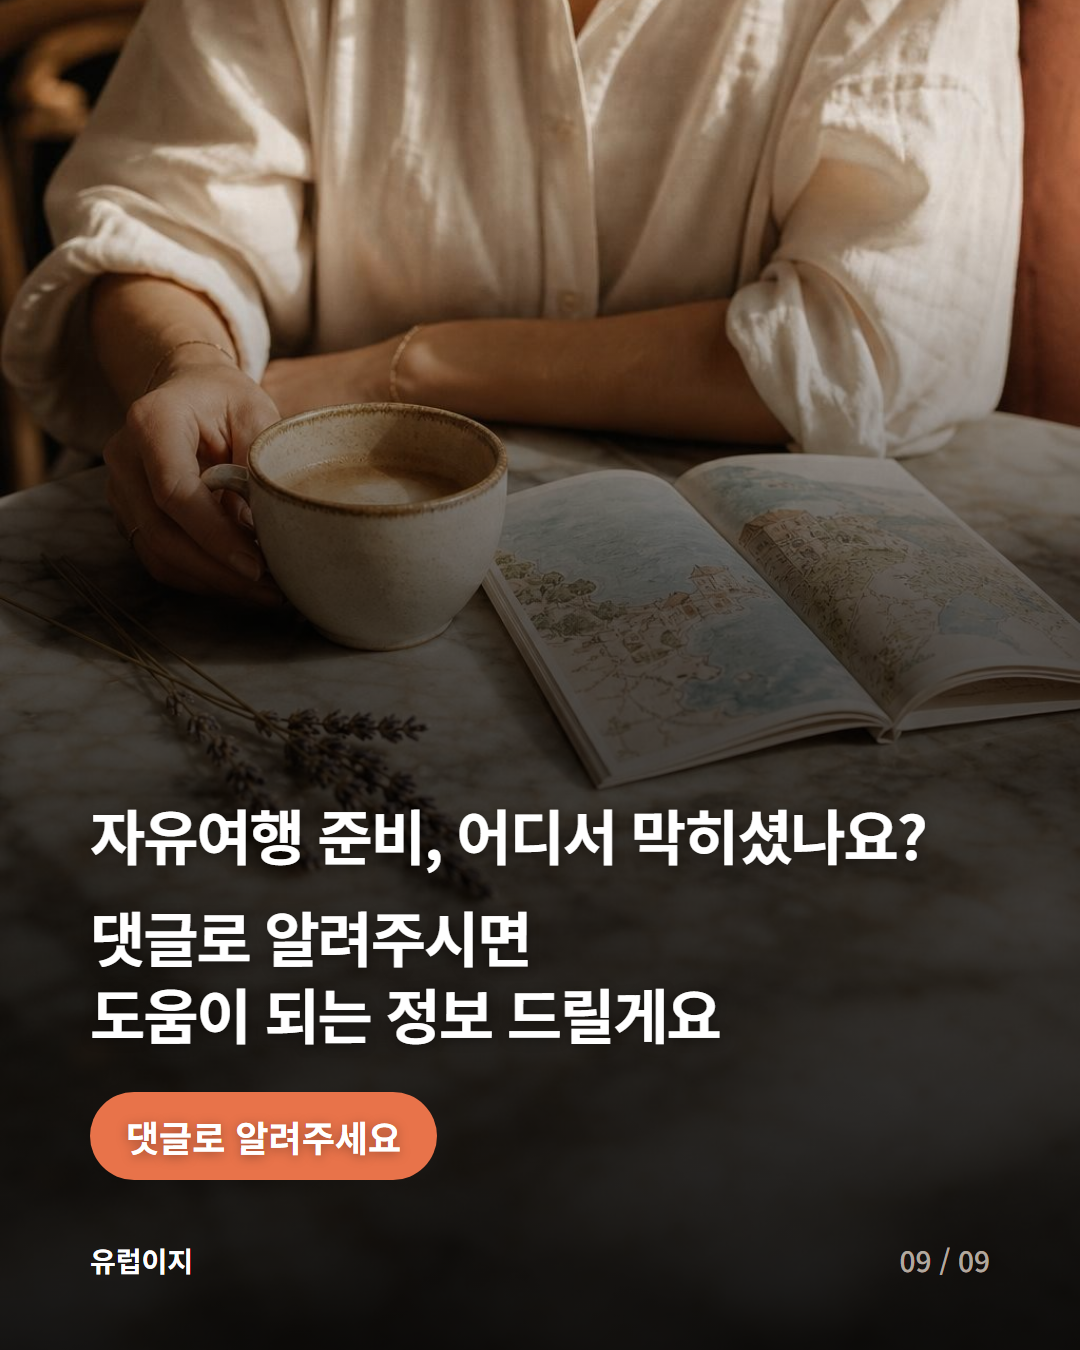 자유여행 준비, 어디서 막히셨나요?
댓글로 알려주시면
도움이 되는 정보 드릴게요
댓글로 알려주세요
유럽이지
09 / 09